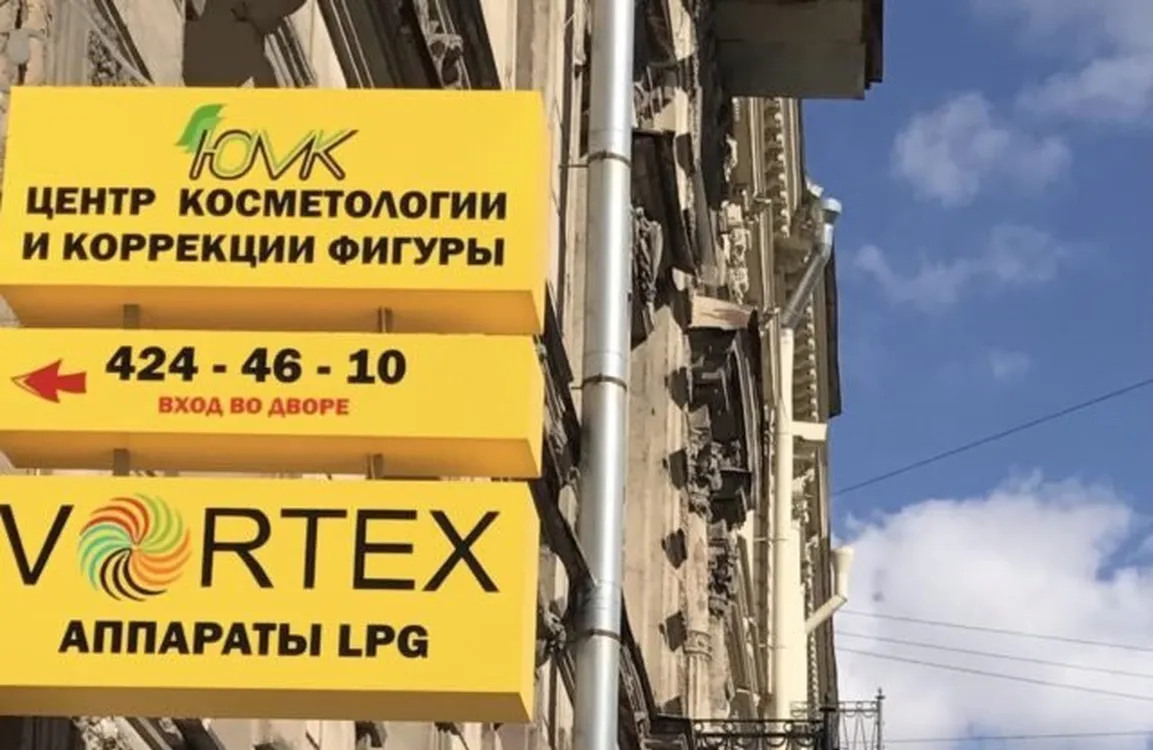 ЮМК
ЦЕНТР КОСМЕТОЛОГИИ
И КОРРЕКЦИИ ФИГУРЫ
424 - 46 - 10
ВХОД ВО ДВОРЕ
VORTEX
АППАРАТЫ LPG